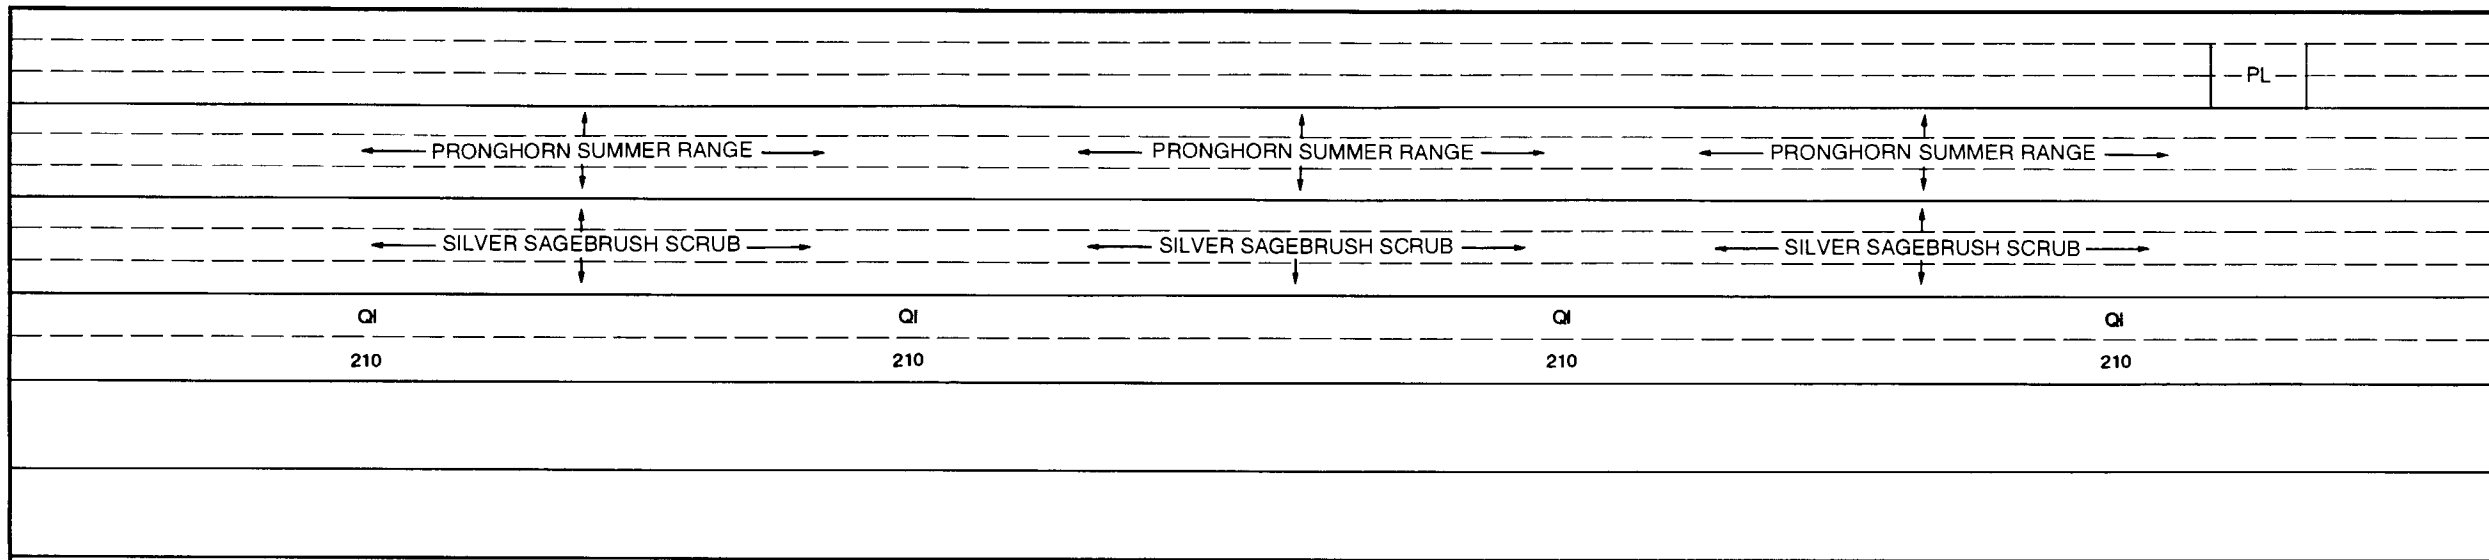 PL
PRONGHORN SUMMER RANGE PRONGHORN SUMMER RANGE PRONGHORN SUMMER RANGE
SILVER SAGEBRUSH SCRUB SILVER SAGEBRUSH SCRUB SILVER SAGEBRUSH SCRUB
Ql Ql Ql Ql
210 210 210 210